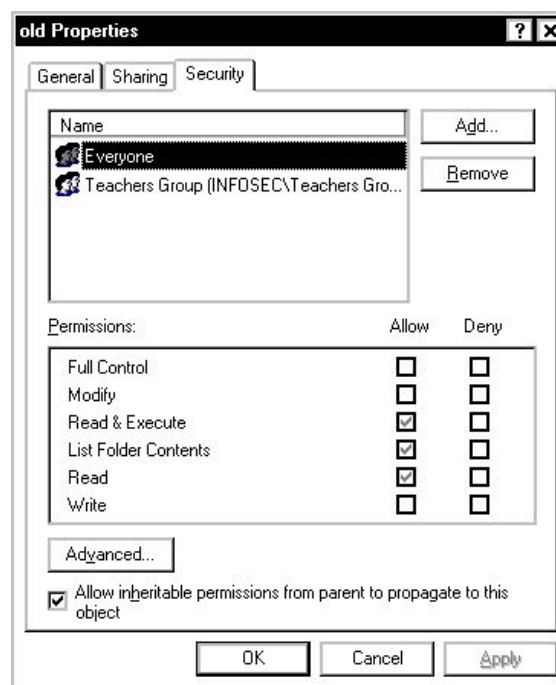 old Properties
General Sharing Security
Name
Add...
Everyone
Teachers Group (INFOSEC\Teachers Gro...
Remove
Permissions: Allow Deny
Full Control
Modify
Read & Execute
List Folder Contents
Read
Write
Advanced...
Allow inheritable permissions from parent to propagate to this
object
OK Cancel Apply